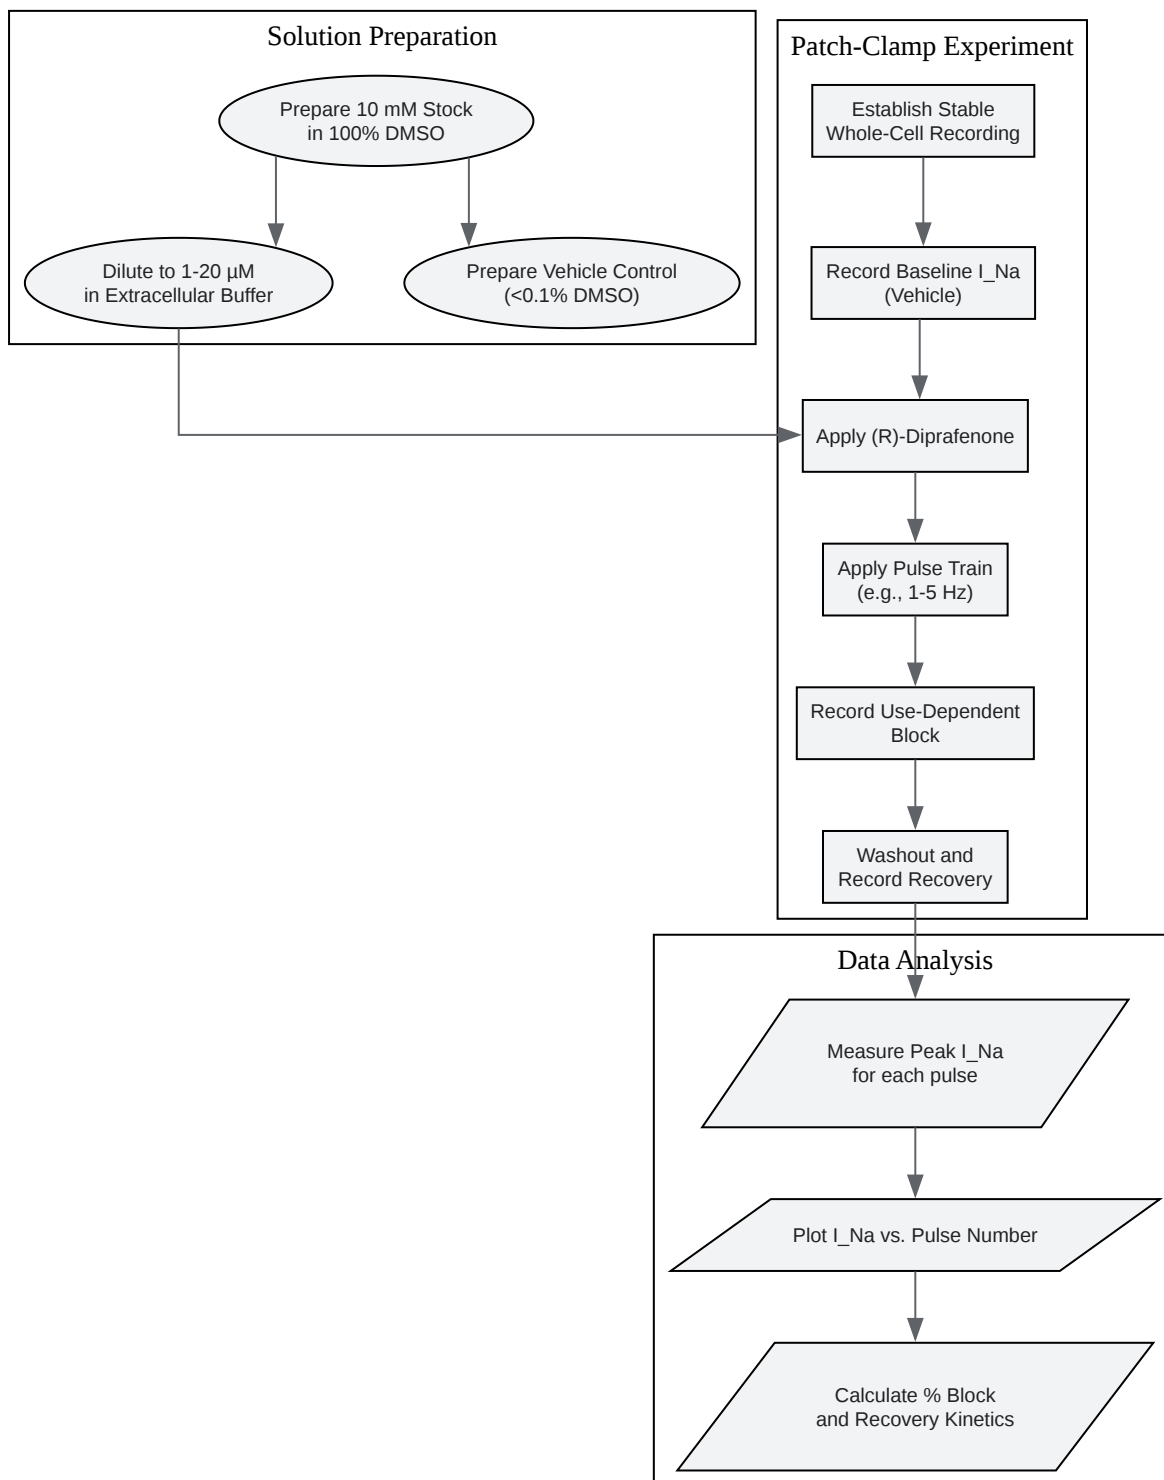 Solution Preparation
Prepare 10 mM Stock
in 100% DMSO
Dilute to 1-20 µM
in Extracellular Buffer
Prepare Vehicle Control
(<0.1% DMSO)
Patch-Clamp Experiment
Establish Stable
Whole-Cell Recording
Record Baseline I_Na
(Vehicle)
Apply (R)-Diprafenone
Apply Pulse Train
(e.g., 1-5 Hz)
Record Use-Dependent
Block
Washout and
Record Recovery
Data Analysis
Measure Peak I_Na
for each pulse
Plot I_Na vs. Pulse Number
Calculate % Block
and Recovery Kinetics